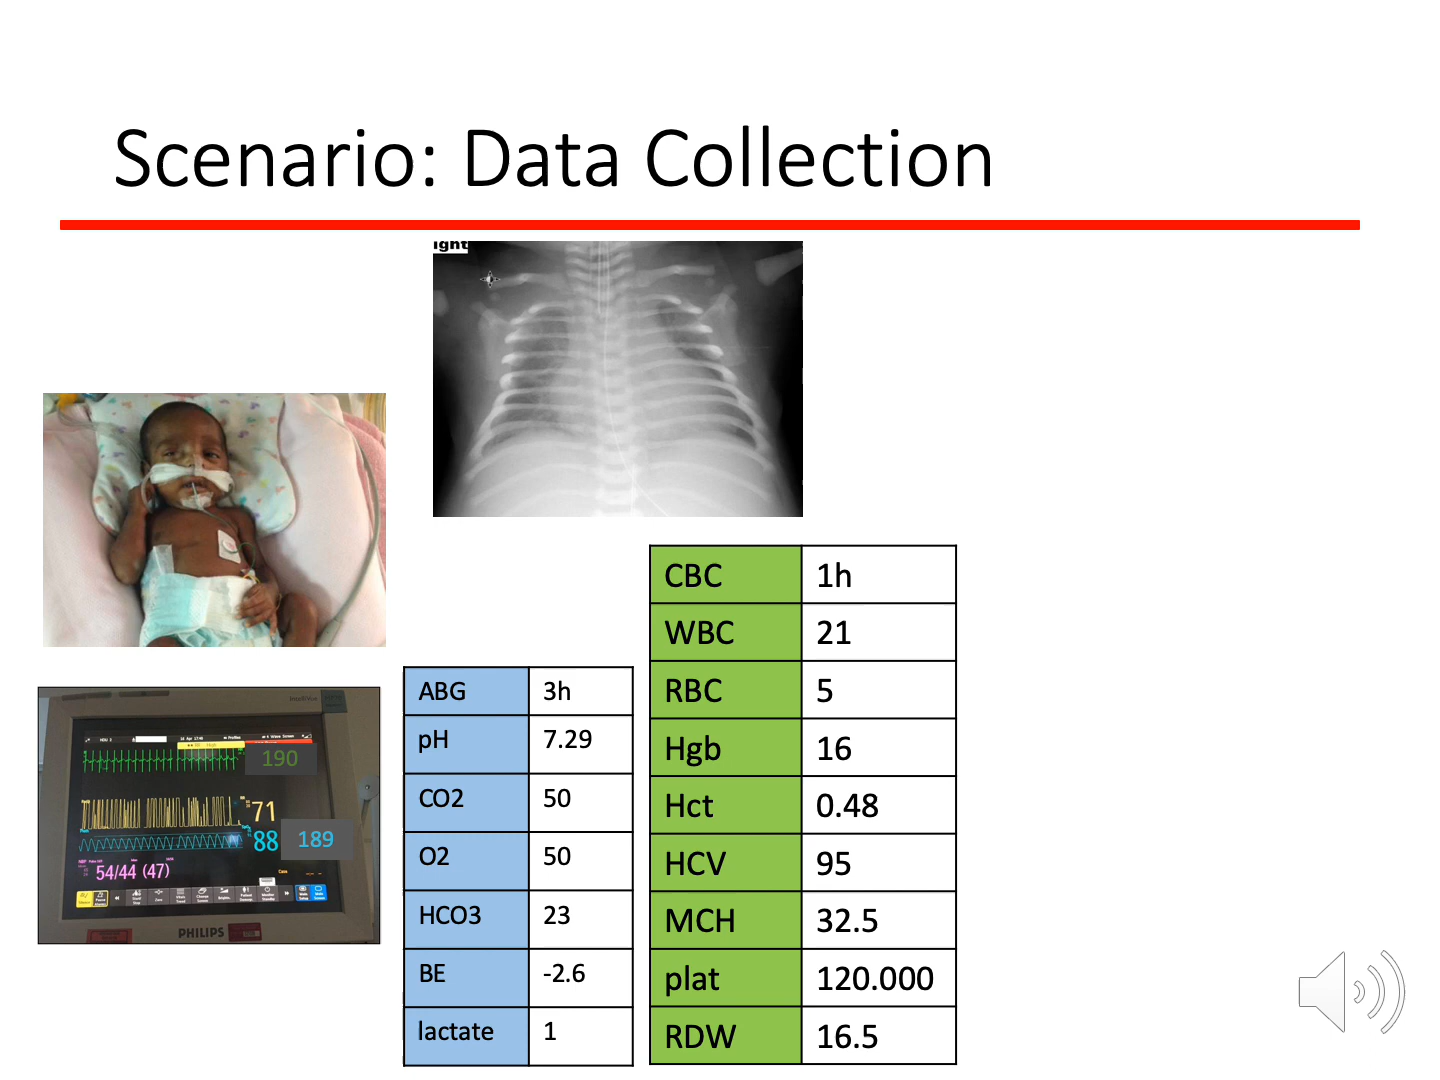 Scenario: Data Collection
ight
190
71
88
189
54/44 (47)
PHILIPS
ABG 3h
pH 7.29
CO2 50
O2 50
HCO3 23
BE -2.6
lactate 1
CBC 1h
WBC 21
RBC 5
Hgb 16
Hct 0.48
HCV 95
MCH 32.5
plat 120.000
RDW 16.5